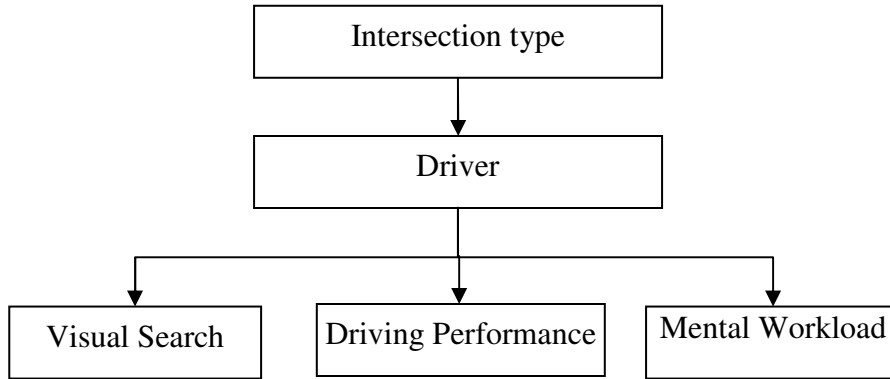 Intersection type
Driver
Visual Search
Driving Performance
Mental Workload